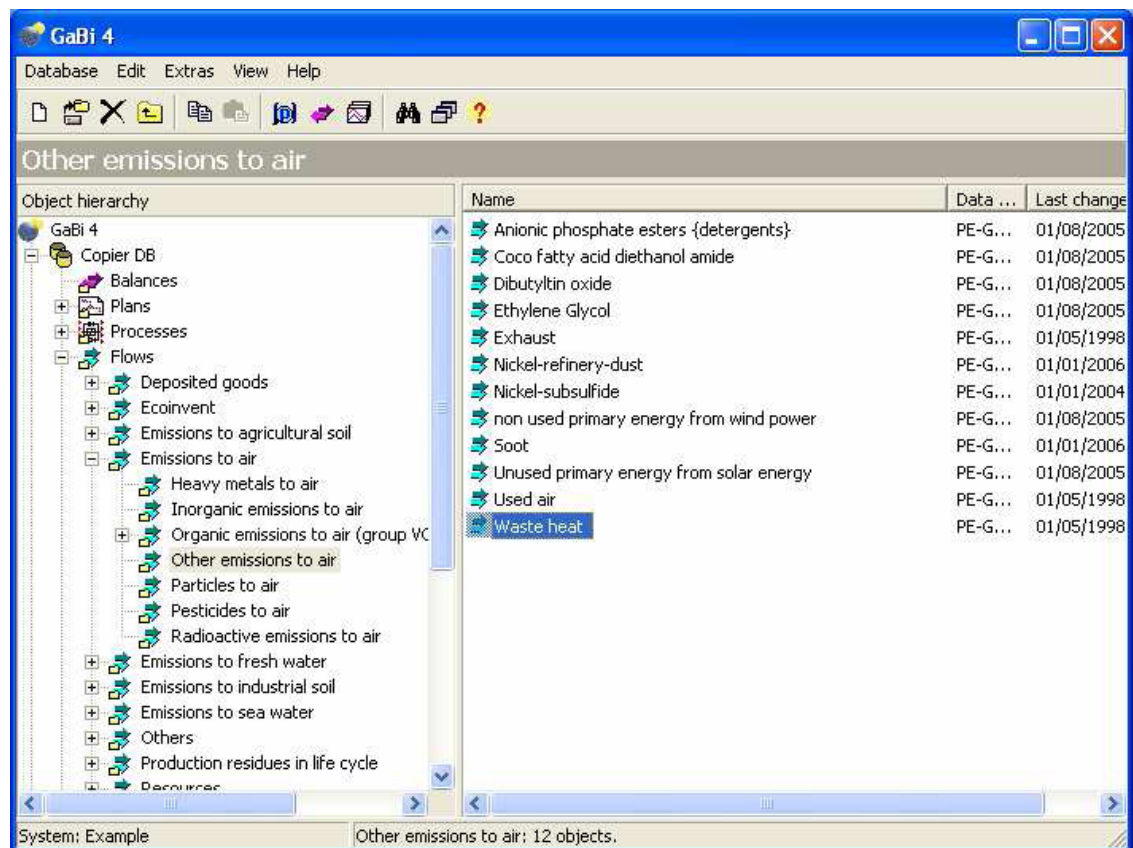 GaBi 4
Database Edit Extras View Help
Other emissions to air
Object hierarchy
GaBi 4
Copier DB
Balances
Plans
Processes
Flows
Deposited goods
Ecoinvent
Emissions to agricultural soil
Emissions to air
Heavy metals to air
Inorganic emissions to air
Organic emissions to air (group VC
Other emissions to air
Particles to air
Pesticides to air
Radioactive emissions to air
Emissions to fresh water
Emissions to industrial soil
Emissions to sea water
Others
Production residues in life cycle
Resources
Name Data ... Last change
Anionic phosphate esters {detergents} PE-G... 01/08/2005
Coco fatty acid diethanol amide PE-G... 01/08/2005
Dibutyltin oxide PE-G... 01/08/2005
Ethylene Glycol PE-G... 01/08/2005
Exhaust PE-G... 01/05/1998
Nickel-refinery-dust PE-G... 01/01/2006
Nickel-subsulfide PE-G... 01/01/2004
non used primary energy from wind power PE-G... 01/08/2005
Soot PE-G... 01/01/2006
Unused primary energy from solar energy PE-G... 01/08/2005
Used air PE-G... 01/05/1998
Waste heat PE-G... 01/05/1998
System: Example Other emissions to air: 12 objects.